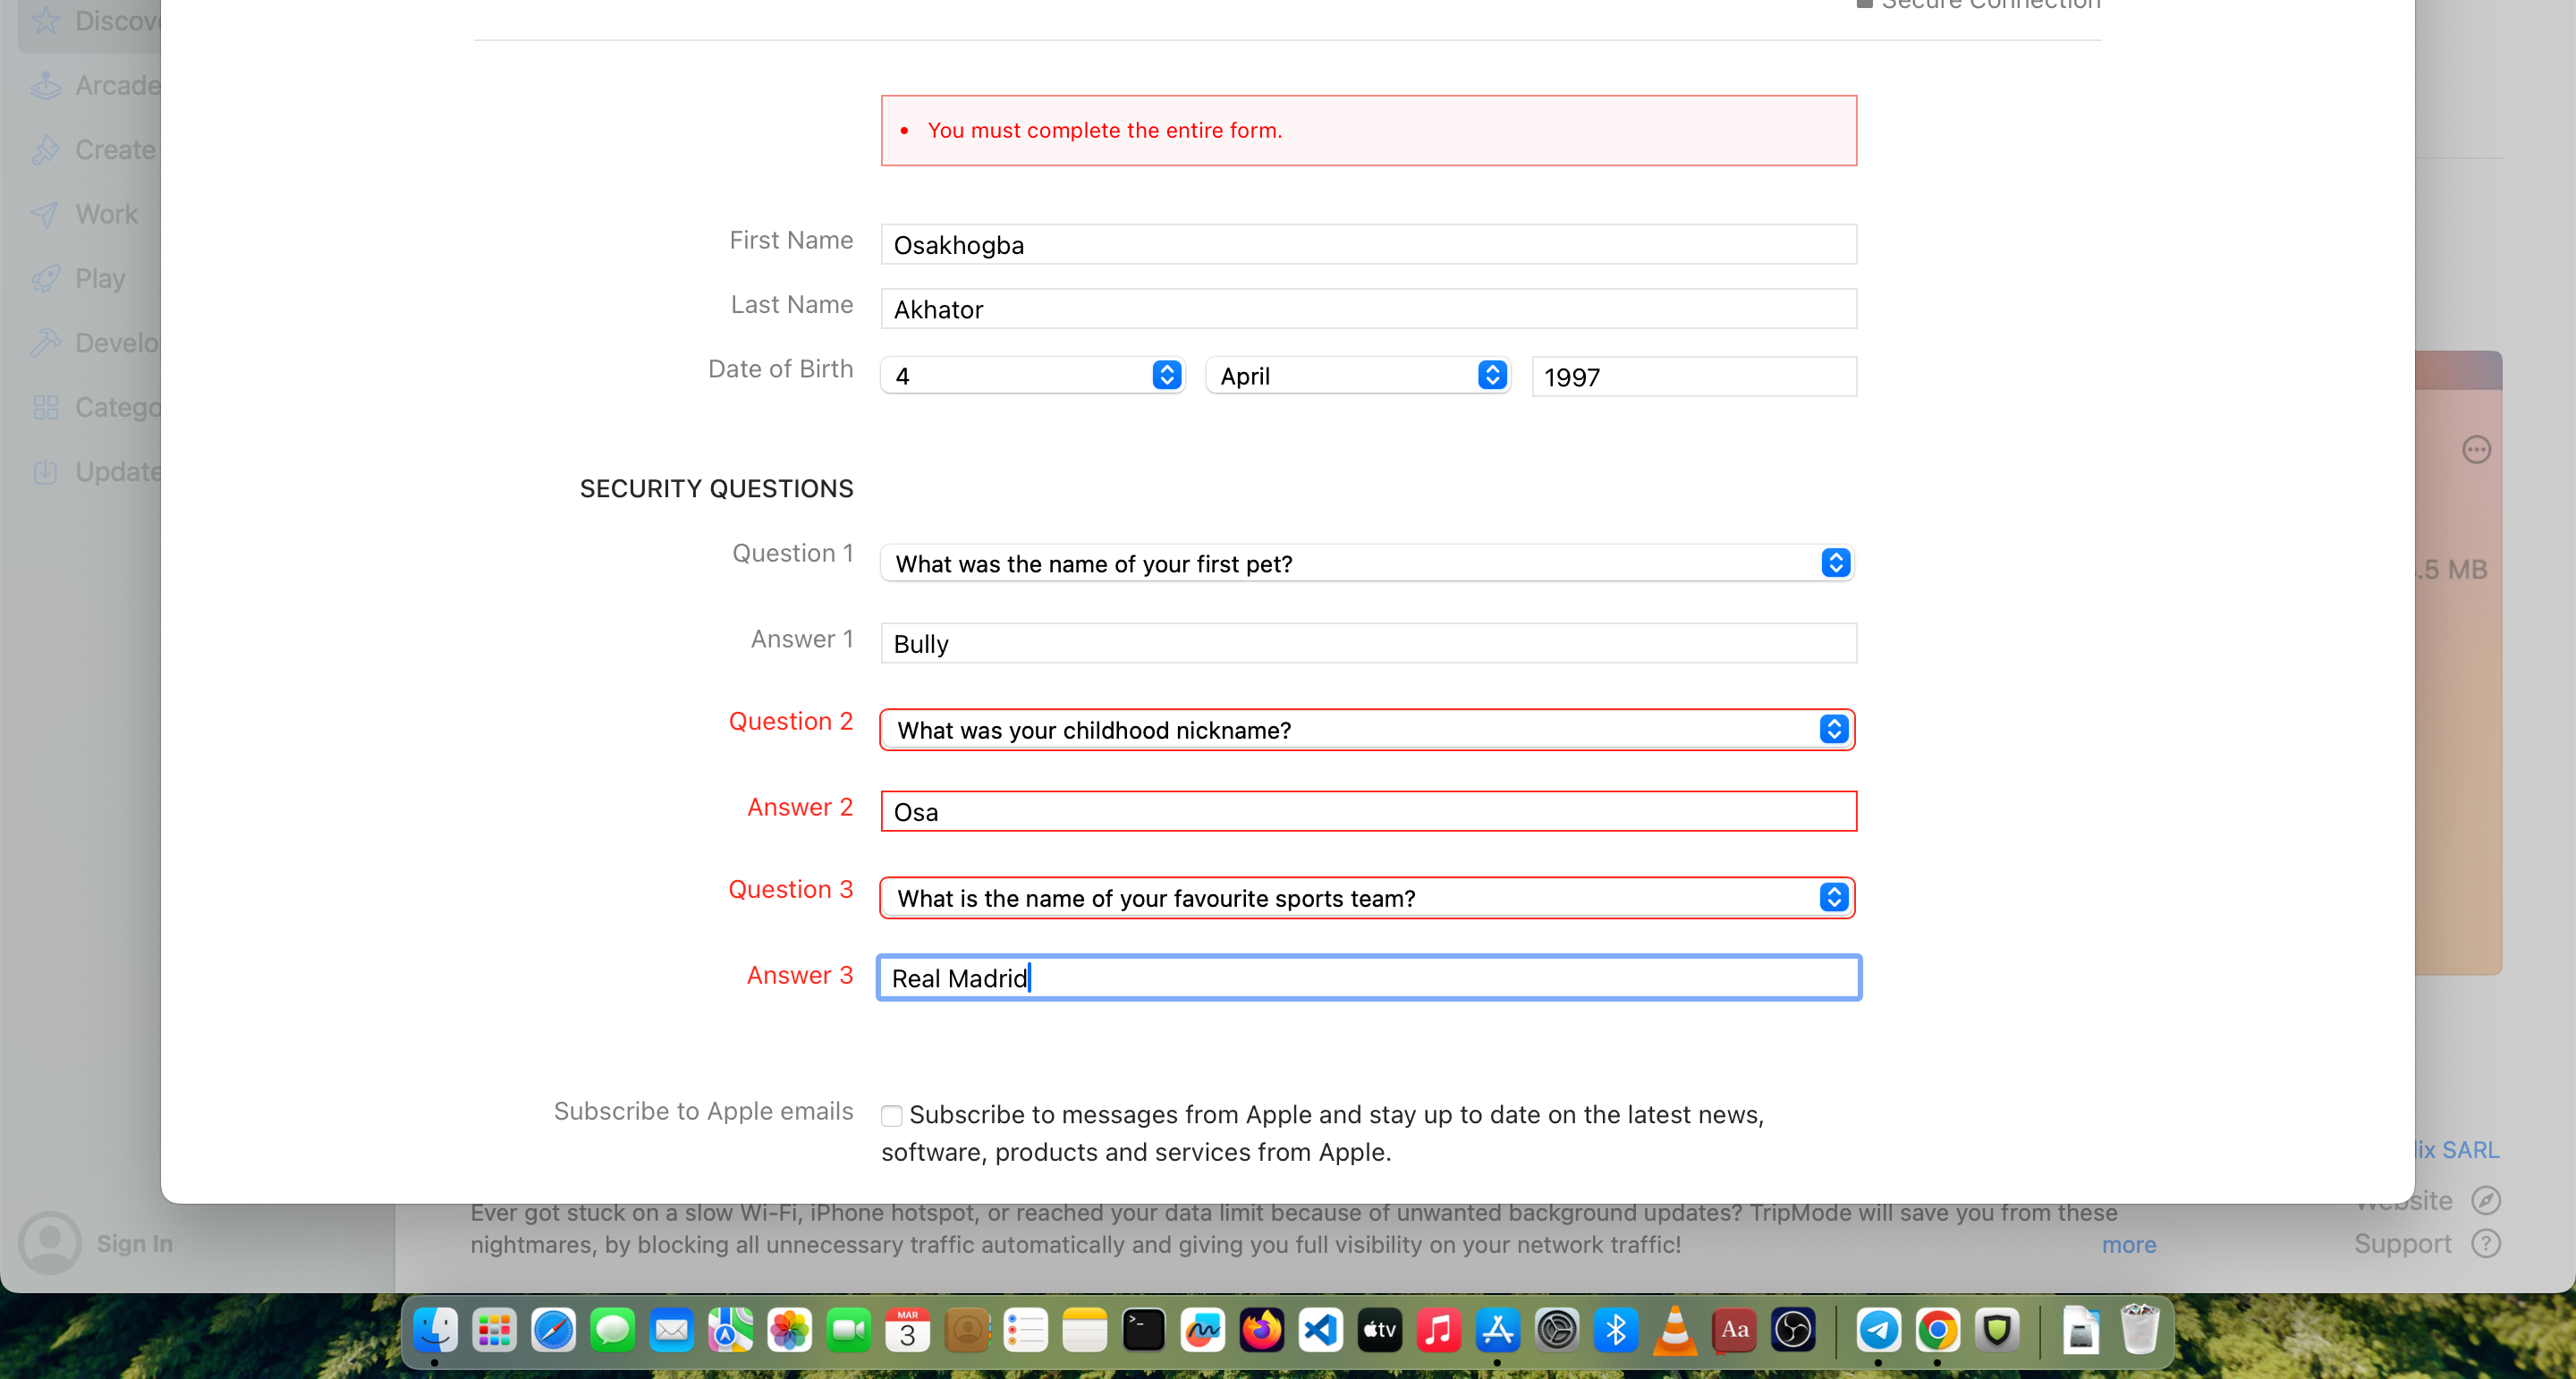 Secure Connection
Discov
Arcade
Create
Work
Play
Develo
Catego
Update
You must complete the entire form.
First Name
Osakhogba
Last Name
Akhator
Date of Birth
4
April
1997
SECURITY QUESTIONS
Question 1
What was the name of your first pet?
Answer 1
Bully
Question 2
What was your childhood nickname?
Answer 2
Osa
Question 3
What is the name of your favourite sports team?
Answer 3
Real Madrid
Subscribe to Apple emails
Subscribe to messages from Apple and stay up to date on the latest news,
software, products and services from Apple.
.5 MB
lix SARL
Website
Support
Sign In
Ever got stuck on a slow Wi-Fi, iPhone hotspot, or reached your data limit because of unwanted background updates? TripMode will save you from these
nightmares, by blocking all unnecessary traffic automatically and giving you full visibility on your network traffic!
more
MAR
3
tv
Aa